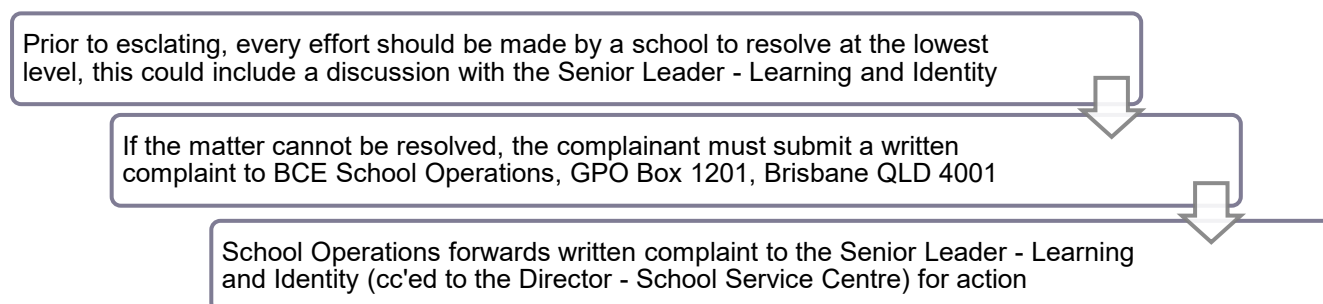 Prior to esclating, every effort should be made by a school to resolve at the lowest
level, this could include a discussion with the Senior Leader - Learning and Identity
If the matter cannot be resolved, the complainant must submit a written
complaint to BCE School Operations, GPO Box 1201, Brisbane QLD 4001
School Operations forwards written complaint to the Senior Leader - Learning
and Identity (cc'ed to the Director - School Service Centre) for action